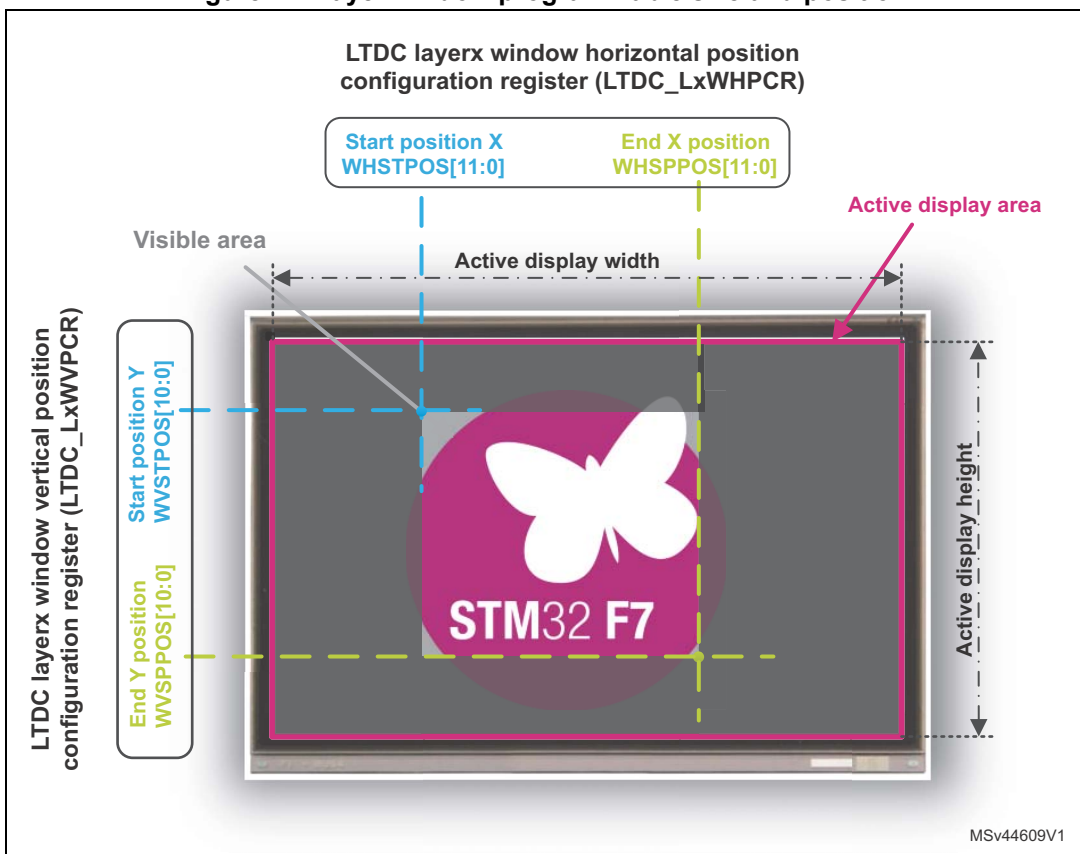 LTDC layerx window horizontal position
configuration register (LTDC_LxWHPCR)
Start position X
WHSTPOS[11:0]
End X position
WHSPPOS[11:0]
Active display area
Visible area
Active display width
LTDC layerx window vertical position
configuration register (LTDC_LxWVPCR)
Start position Y
WVSTPOS[10:0]
End Y position
WVSPPOS[10:0]
Active display height
STM32 F7
MSv44609V1